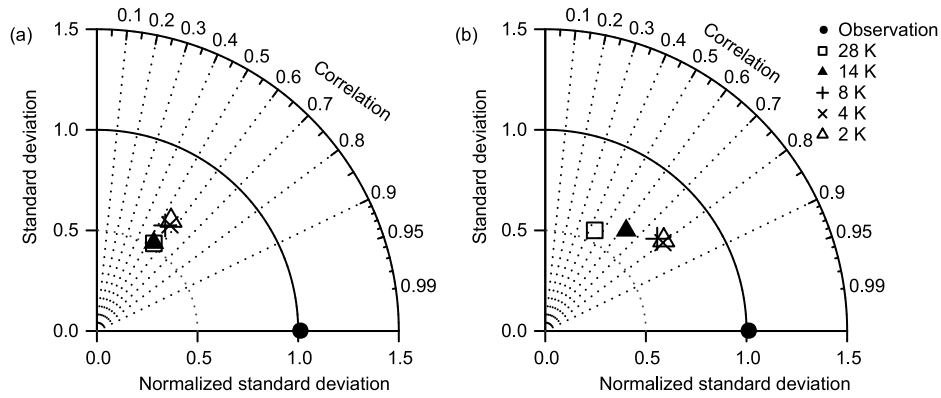 (a)
1.5
1.0
0.5
0.0
Standard deviation
0.1
0.2
0.3
0.4
0.5
0.6
0.7
0.8
0.9
0.95
0.99
Correlation
0.0
0.5
1.0
1.5
Normalized standard deviation
(b)
1.5
1.0
0.5
0.0
Standard deviation
0.1
0.2
0.3
0.4
0.5
0.6
0.7
0.8
0.9
0.95
0.99
Correlation
0.0
0.5
1.0
1.5
Normalized standard deviation
Observation
28 K
14 K
8 K
4 K
2 K